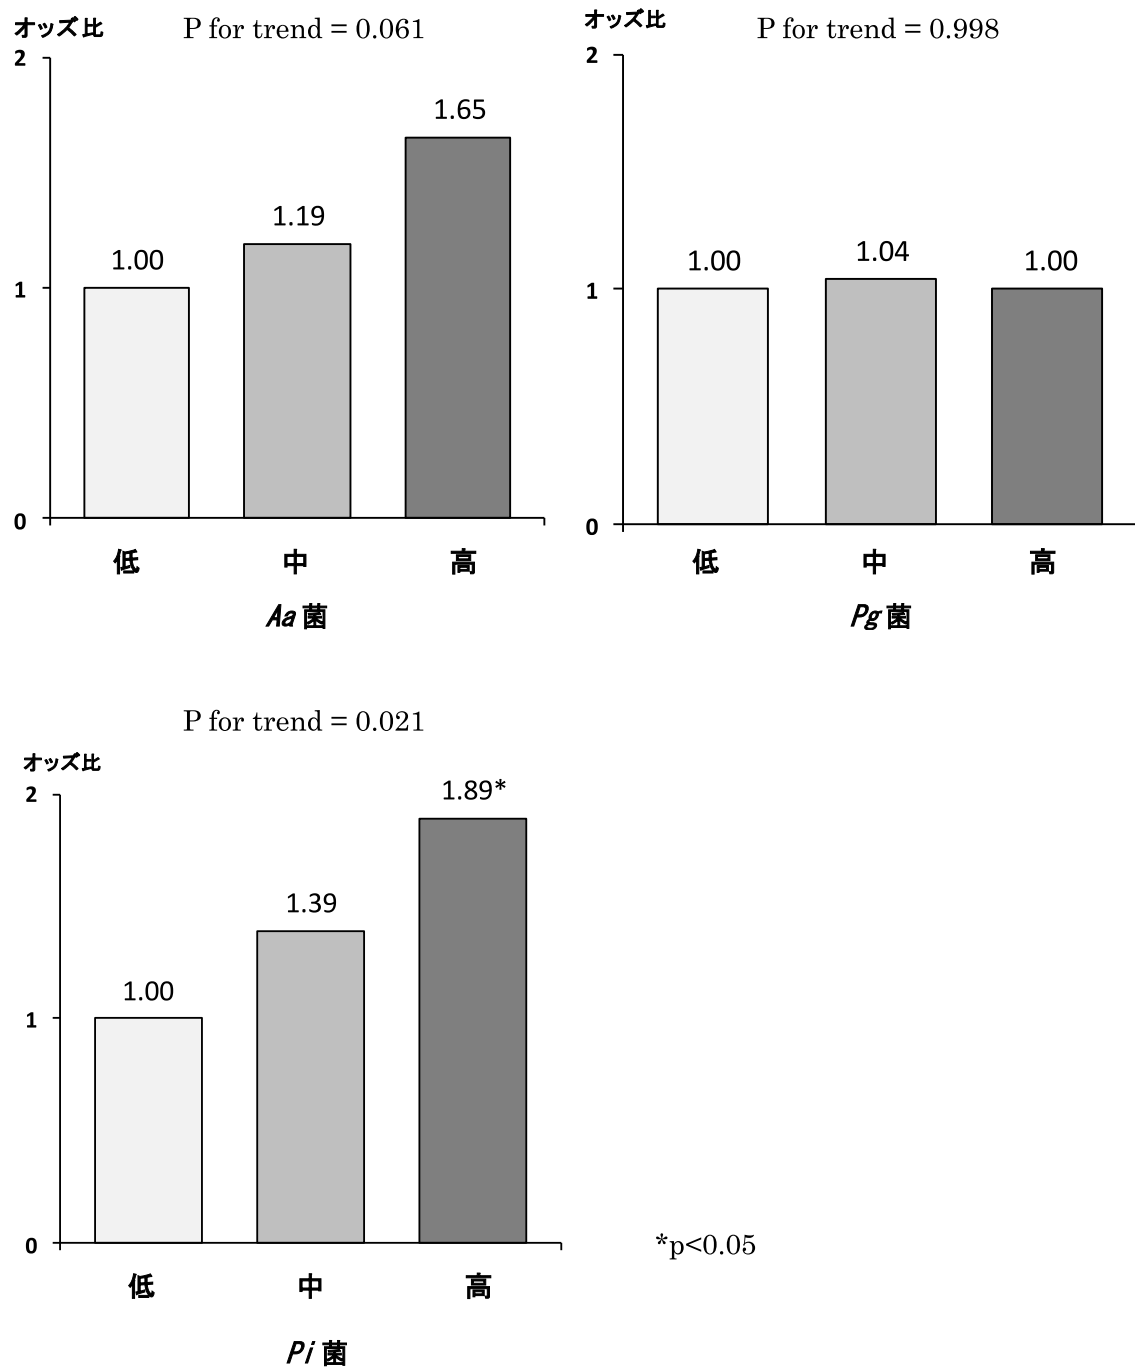 オッズ比
P for trend = 0.061
2
1.65
1.19
1.00
1
0
低 中 高
Aa菌
オッズ比
P for trend = 0.998
2
1.00 1.04 1.00
1
0
低 中 高
Pg菌
P for trend = 0.021
オッズ比
2
1.89*
1.39
1.00
1
0
低 中 高
Pi菌
*p<0.05